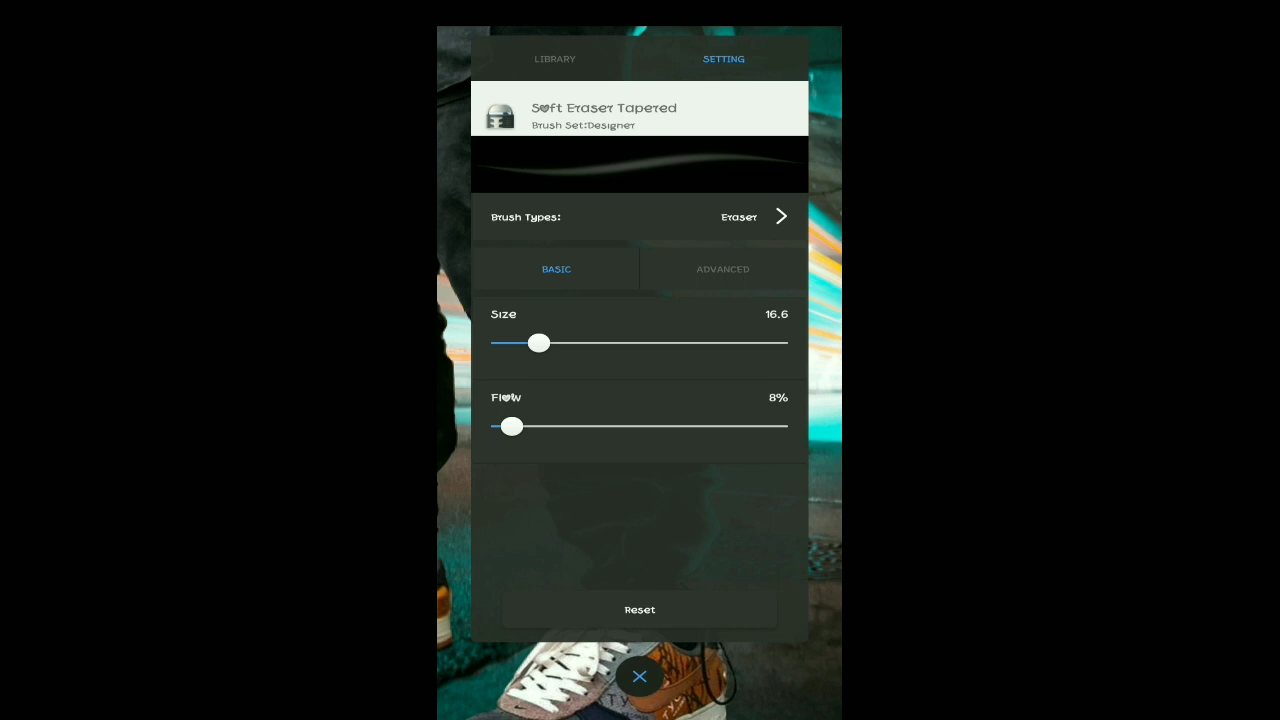 LIBRARY SETTING
Soft Eraser Tapered
Brush Set:Designer
Brush Types: Eraser
BASIC ADVANCED
Size 16.6
Flow 8%
Reset